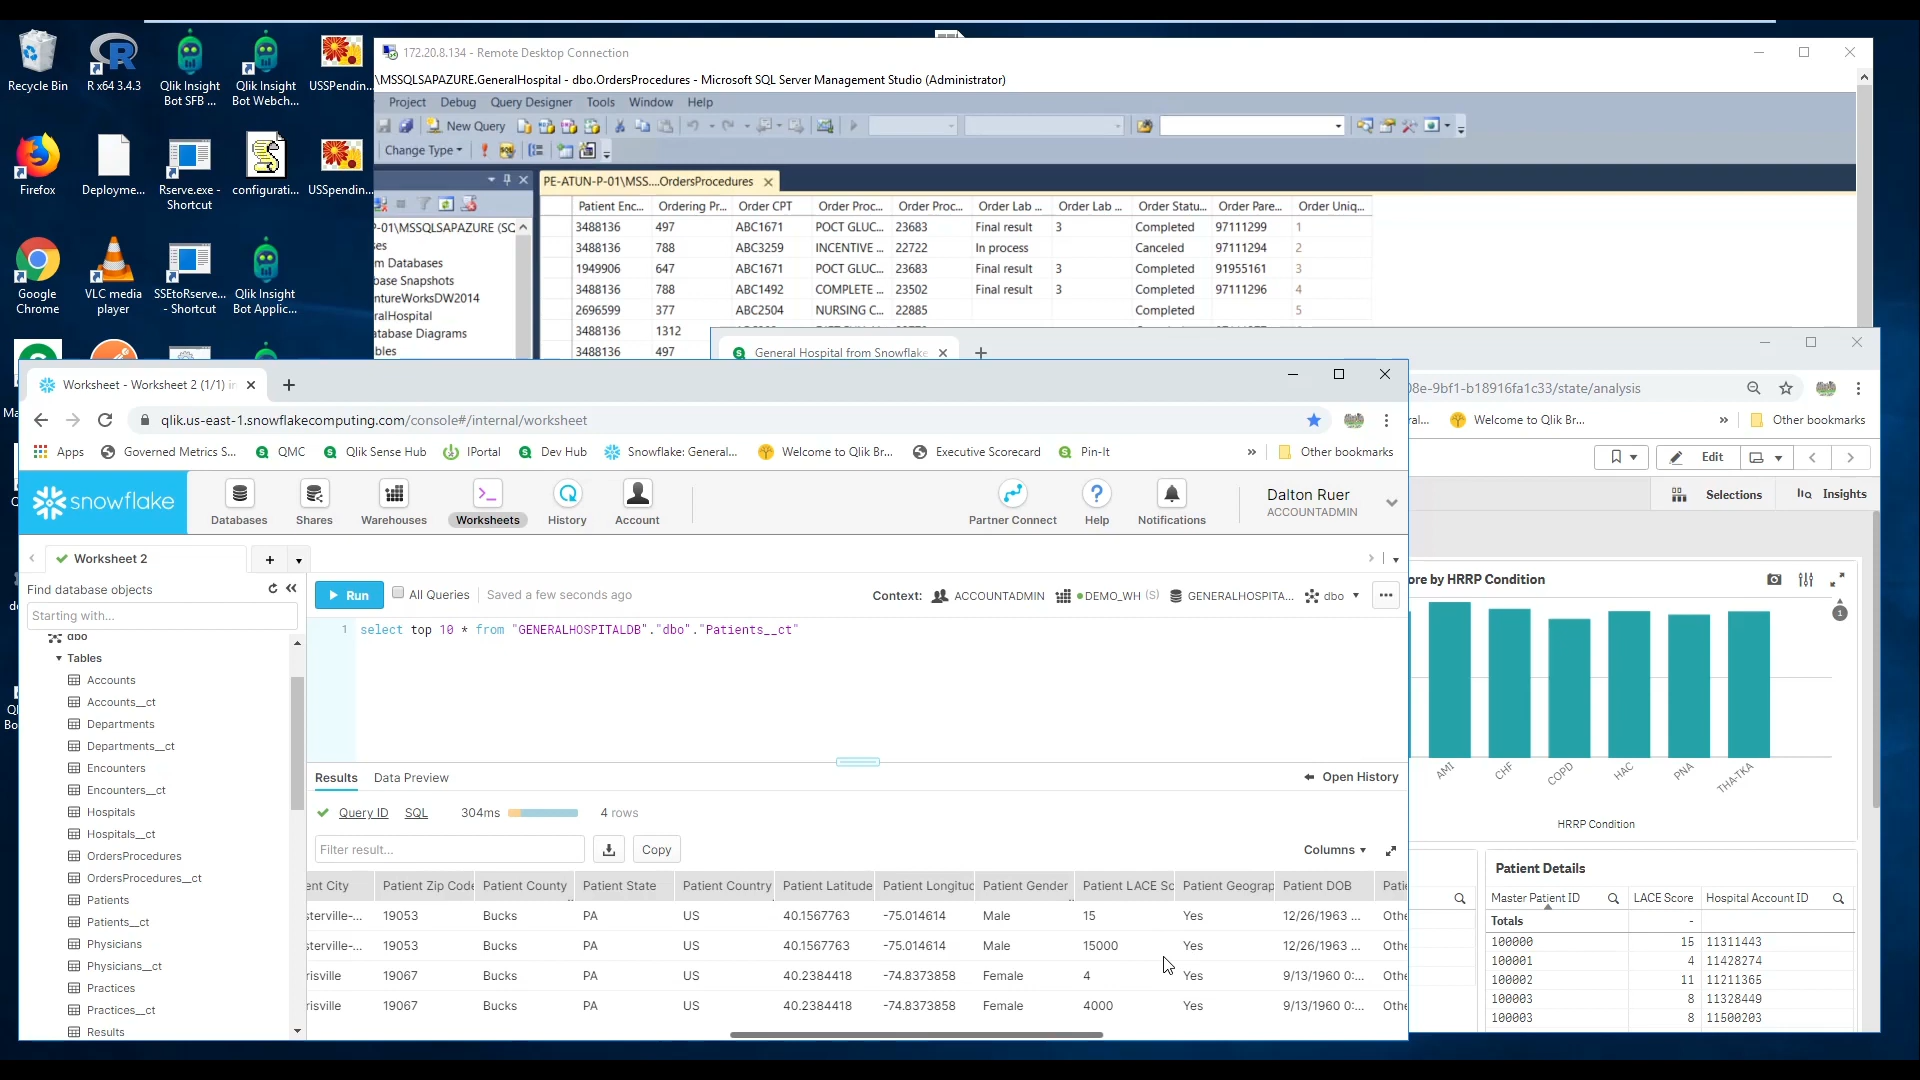 Recycle Bin
R x64 3.4.3
Qlik Insight Bot SFB ...
Qlik Insight Bot Webch...
USSPendin...
Firefox
Deployme...
Rserve.exe - Shortcut
configurati...
USSpendin...
Google Chrome
VLC media player
SSEtoRserve... - Shortcut
Qlik Insight Bot Applic...
172.20.8.134 - Remote Desktop Connection
\MSSQLSAPAZURE.GeneralHospital - dbo.OrdersProcedures - Microsoft SQL Server Management Studio (Administrator)
Project Debug Query Designer Tools Window Help
New Query
Change Type
PE-ATUN-P-01\MSS....OrdersProcedures
P-01\MSSQLSAPAZURE (SQ
ses
m Databases
base Snapshots
ntureWorksDW2014
ralHospital
atabase Diagrams
bles
Patient Enc... Ordering Pr... Order CPT Order Proc... Order Proc... Order Lab ... Order Lab ... Order Statu... Order Pare... Order Uniq...
3488136 497 ABC1671 POCT GLUC... 23683 Final result 3 Completed 97111299 1
3488136 788 ABC3259 INCENTIVE ... 22722 In process Canceled 97111294 2
1949906 647 ABC1671 POCT GLUC... 23683 Final result 3 Completed 91955161 3
3488136 788 ABC1492 COMPLETE ... 23502 Final result 3 Completed 97111296 4
2696599 377 ABC2504 NURSING C... 22885 Completed 5
3488136 1312
3488136 497
General Hospital from Snowflake
08e-9bf1-b18916fa1c33/state/analysis
ral... Welcome to Qlik Br... » Other bookmarks
Edit
Selections Insights
Worksheet - Worksheet 2 (1/1) in
qlik.us-east-1.snowflakecomputing.com/console#/internal/worksheet
Apps Governed Metrics S... QMC Qlik Sense Hub IPortal Dev Hub Snowflake: General... Welcome to Qlik Br... Executive Scorecard Pin-It » Other bookmarks
snowflake
Databases Shares Warehouses Worksheets History Account Partner Connect Help Notifications
Dalton Ruer
ACCOUNTADMIN
Worksheet 2
Find database objects
Starting with...
dbo
Tables
Accounts
Accounts__ct
Departments
Departments__ct
Encounters
Encounters__ct
Hospitals
Hospitals__ct
OrdersProcedures
OrdersProcedures__ct
Patients
Patients__ct
Physicians
Physicians__ct
Practices
Practices__ct
Results
Run All Queries Saved a few seconds ago Context: ACCOUNTADMIN DEMO_WH (S) GENERALHOSPITA... dbo
1 select top 10 * from "GENERALHOSPITALDB"."dbo"."Patients__ct"
Results Data Preview Open History
Query ID SQL 304ms 4 rows
Filter result... Copy Columns
ent City Patient Zip Code Patient County Patient State Patient Country Patient Latitude Patient Longitud Patient Gender Patient LACE Sc Patient Geograp Patient DOB Patie
sterville-... 19053 Bucks PA US 40.1567763 -75.014614 Male 15 Yes 12/26/1963 ... Othe
sterville-... 19053 Bucks PA US 40.1567763 -75.014614 Male 15000 Yes 12/26/1963 ... Othe
risville 19067 Bucks PA US 40.2384418 -74.8373858 Female 4 Yes 9/13/1960 0:... Othe
risville 19067 Bucks PA US 40.2384418 -74.8373858 Female 4000 Yes 9/13/1960 0:... Othe
ore by HRRP Condition
1
AMI CHF COPD HAC PNA THA-TKA
HRRP Condition
Patient Details
Master Patient ID LACE Score Hospital Account ID
Totals -
100000 15 11311443
100001 4 11428274
100002 11 11211365
100003 8 11328449
100003 8 11500203